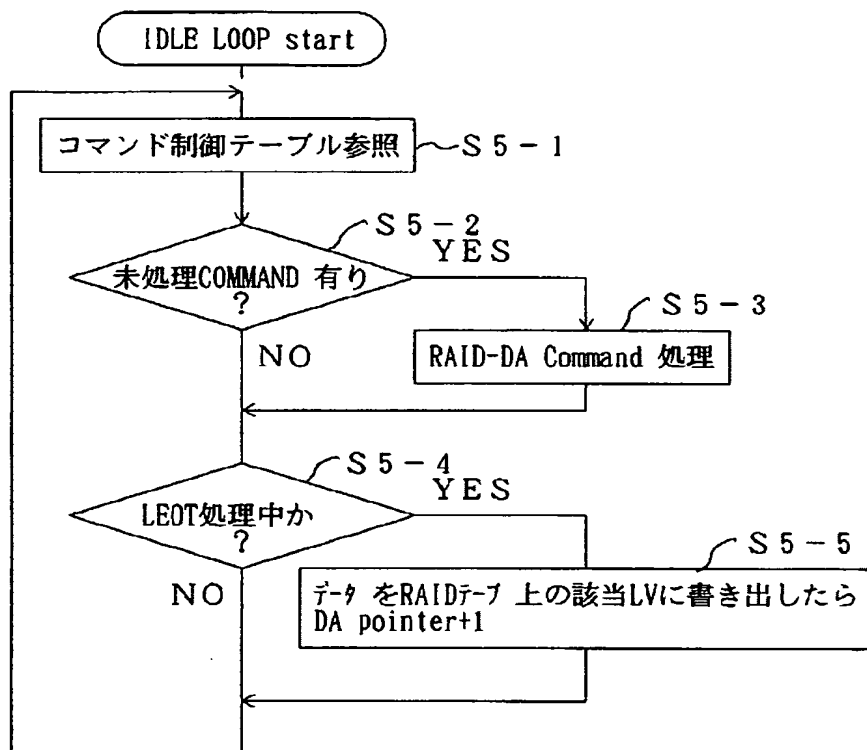 IDLE LOOP start
コマンド制御テーブル参照
S5-1
S5-2
未処理COMMAND 有り
?
YES
NO
S5-3
RAID-DA Command 処理
S5-4
LEOT処理中か
?
YES
NO
S5-5
ﾃﾞｰﾀ をRAIDﾃｰﾌﾟ 上の該当LVに書き出したら
DA pointer+1